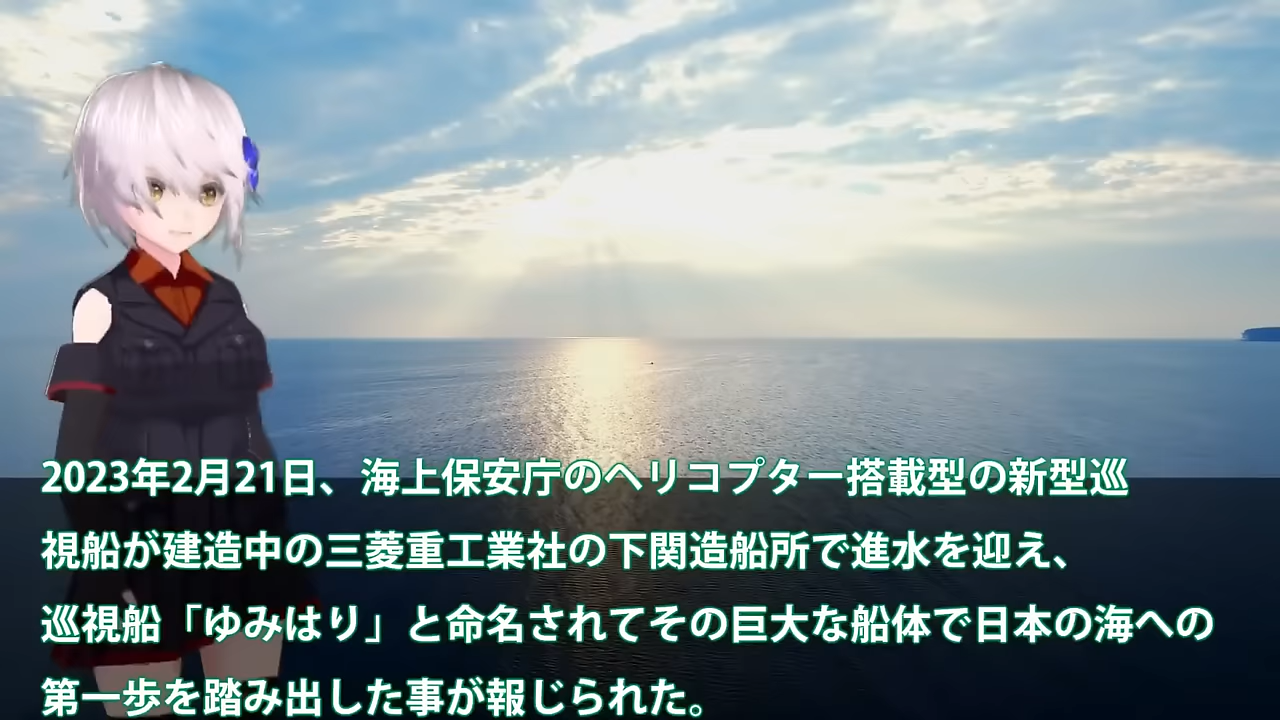 2023年2月21日、海上保安庁のヘリコプター搭載型の新型巡
視船が建造中の三菱重工業社の下関造船所で進水を迎え、
巡視船「ゆみはり」と命名されてその巨大な船体で日本の海への
第一歩を踏み出した事が報じられた。